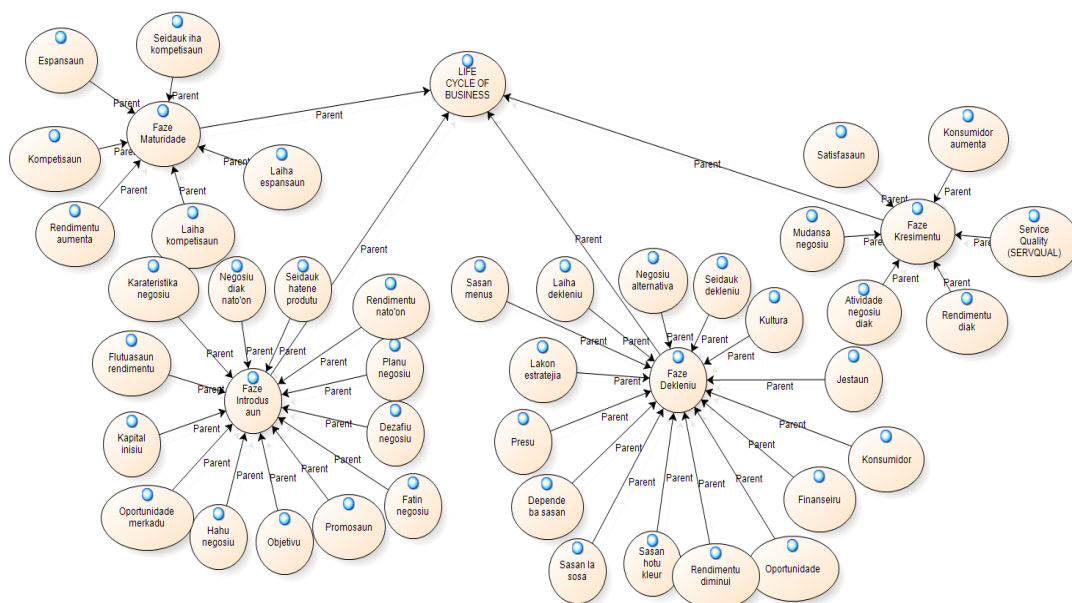 Seidauk iha
kompetisaun
Espansaun
LIFE
CYCLE OF
BUSINESS
Parent
Parent
Parent
Faze
Maturidade
Kompetisaun
Parent
Parent
Laiha
espansaun
Parent
Parent
Rendimentu
aumenta
Laiha
kompetisaun
Konsumidor
aumenta
Satisfasaun
Parent
Parent
Parent
Faze
Kresimentu
Mudansa
negosiu
Parent
Service
Quality
(SERVQUAL)
Parent
Parent
Parent
Atividade
negosiu
diak
Rendimentu
diak
Karateristika
negosiu
Negosiu
diak
nato'on
Seidauk
hatene
produtu
Parent
Rendimentu
nato'on
Flutuasaun
rendimentu
Parent
Parent
Parent
Parent
Planu
negosiu
Parent
Parent
Faze
Introdus
aun
Kapital
inisiu
Parent
Parent
Dezafiu
negosiu
Parent
Parent
Parent
Parent
Parent
Oportunidade
merkadu
Hahu
negosiu
Objetivu
Promosaun
Fatin
negosiu
Sasan
menus
Laiha
dekleniu
Negosiu
alternativa
Seidauk
dekleniu
Parent
Kultura
Parent
Parent
Parent
Parent
Parent
Lakon
estratejia
Parent
Faze
Dekleniu
Parent
Jestaun
Presu
Parent
Parent
Konsumidor
Depende
ba sasan
Parent
Parent
Parent
Finanseiru
Parent
Parent
Parent
Parent
Sasan la
sosa
Sasan
hotu
kleur
Rendimentu
diminui
Oportunidade